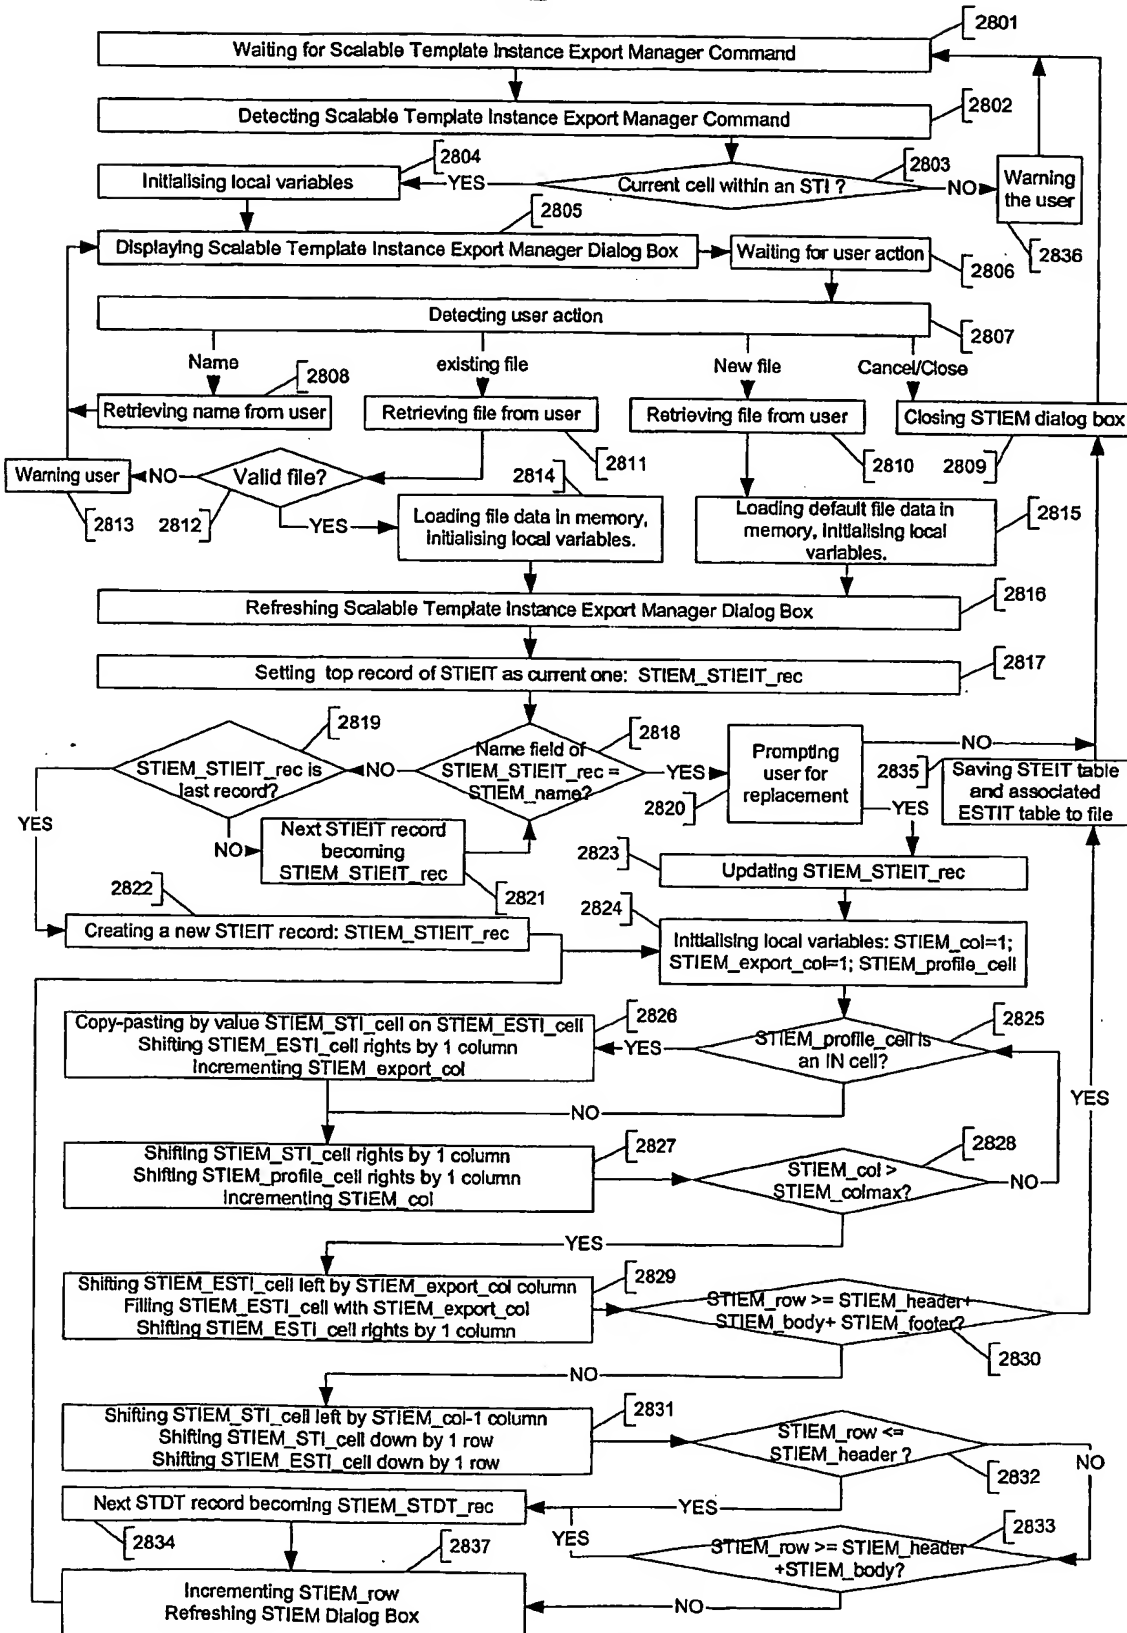 2801
Waiting for Scalable Template Instance Export Manager Command
Detecting Scalable Template Instance Export Manager Command
2802
2804
2803
Initialising local variables
YES
Current cell within an STI ?
NO
Warning
the user
2805
2836
Displaying Scalable Template Instance Export Manager Dialog Box
Waiting for user action
2806
Detecting user action
2807
Name
existing file
New file
Cancel/Close
2808
Retrieving name from user
Retrieving file from user
Retrieving file from user
Closing STIEM dialog box
2811
2810
2809
Warning user
NO
Valid file?
2814
2813
2812
YES
Loading file data in memory,
initialising local variables.
Loading default file data in
memory, initialising local
variables.
2815
Refreshing Scalable Template Instance Export Manager Dialog Box
2816
Setting top record of STIEIT as current one: STIEM_STIEIT_rec
2817
2819
2818
STIEM_STIEIT_rec is
last record?
NO
Name field of
STIEM_STIEIT_rec =
STIEM_name?
YES
Prompting
user for
replacement
NO
2835
Saving STEIT table
and associated
ESTIT table to file
2820
YES
YES
NO
Next STIEIT record
becoming
STIEM_STIEIT_rec
2823
Updating STIEM_STIEIT_rec
2822
2821
2824
Creating a new STIEIT record: STIEM_STIEIT_rec
Initialising local variables: STIEM_col=1;
STIEM_export_col=1; STIEM_profile_cell
Copy-pasting by value STIEM_STI_cell on STIEM_ESTI_cell
Shifting STIEM_ESTI_cell rights by 1 column
Incrementing STIEM_export_col
2826
YES
STIEM_profile_cell is
an IN cell?
2825
YES
NO
Shifting STIEM_STI_cell rights by 1 column
Shifting STIEM_profile_cell rights by 1 column
Incrementing STIEM_col
2827
STIEM_col >
STIEM_colmax?
2828
NO
YES
Shifting STIEM_ESTI_cell left by STIEM_export_col column
Filling STIEM_ESTI_cell with STIEM_export_col
Shifting STIEM_ESTI_cell rights by 1 column
2829
STIEM_row >= STIEM_header+
STIEM_body+ STIEM_footer?
2830
NO
Shifting STIEM_STI_cell left by STIEM_col-1 column
Shifting STIEM_STI_cell down by 1 row
Shifting STIEM_ESTI_cell down by 1 row
2831
STIEM_row <=
STIEM_header ?
2832
NO
Next STDT record becoming STIEM_STDT_rec
YES
2834
2837
YES
STIEM_row >= STIEM_header
+STIEM_body?
2833
Incrementing STIEM_row
Refreshing STIEM Dialog Box
NO